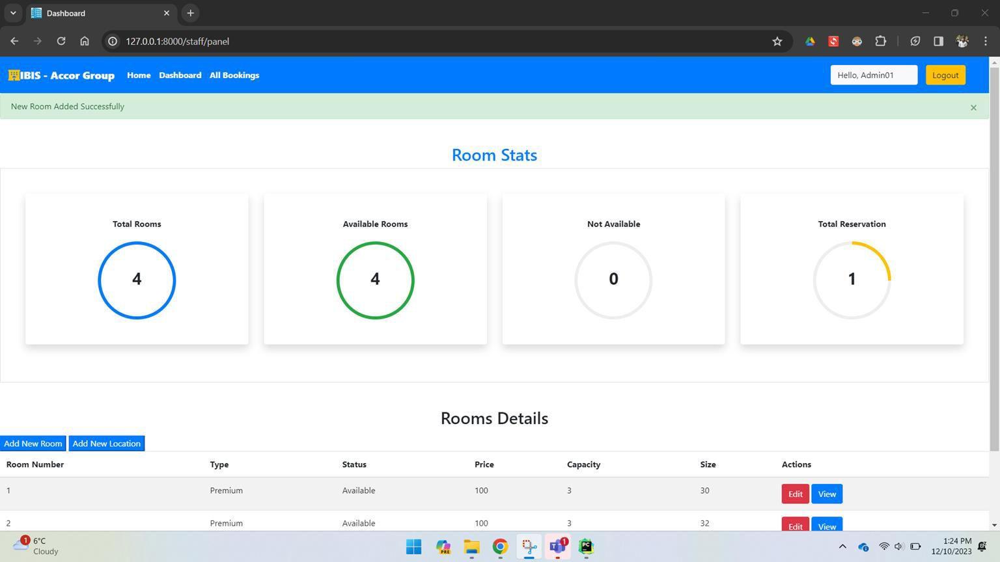 Dashboard
127.0.0.1:8000/staff/panel
IBIS - Accor Group Home Dashboard All Bookings Hello, Admin01 Logout
New Room Added Successfully ×
Room Stats
Total Rooms Available Rooms Not Available Total Reservation
4 4 0 1
Rooms Details
Add New Room Add New Location
Room Number Type Status Price Capacity Size Actions
1 Premium Available 100 3 30 Edit View
2 Premium Available 100 3 32 Edit View
1 6°C
Cloudy
PRE
1
PC
1:24 PM
12/10/2023